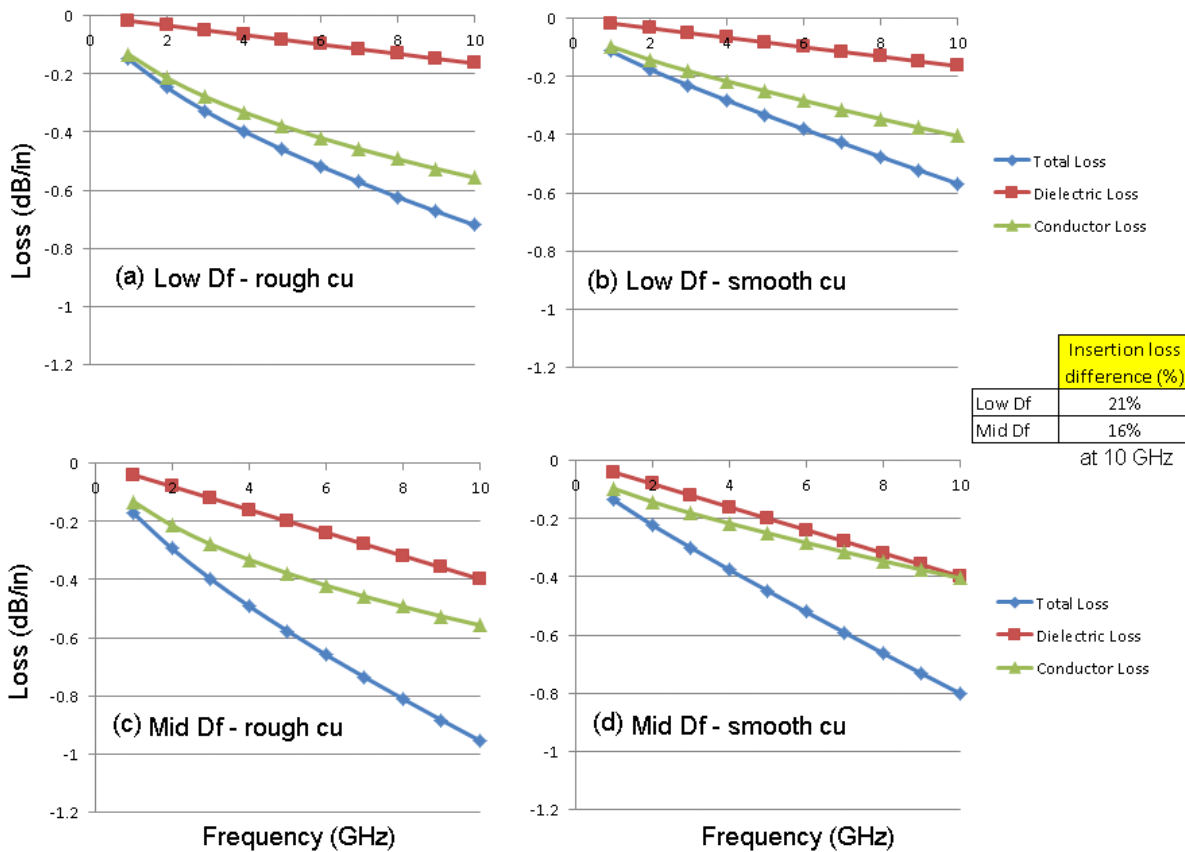 0
0 2 4 6 8 10
-0.2
-0.4
-0.6
-0.8
-1
-1.2
Loss (dB/in)
(a) Low Df - rough cu
0
0 2 4 6 8 10
-0.2
-0.4
-0.6
-0.8
-1
-1.2
(b) Low Df - smooth cu
Total Loss
Dielectric Loss
Conductor Loss
Insertion loss
difference (%)
Low Df 21%
Mid Df 16%
at 10 GHz
0
0 2 4 6 8 10
-0.2
-0.4
-0.6
-0.8
-1
-1.2
Loss (dB/in)
(c) Mid Df - rough cu
Frequency (GHz)
0
0 2 4 6 8 10
-0.2
-0.4
-0.6
-0.8
-1
-1.2
(d) Mid Df - smooth cu
Frequency (GHz)
Total Loss
Dielectric Loss
Conductor Loss